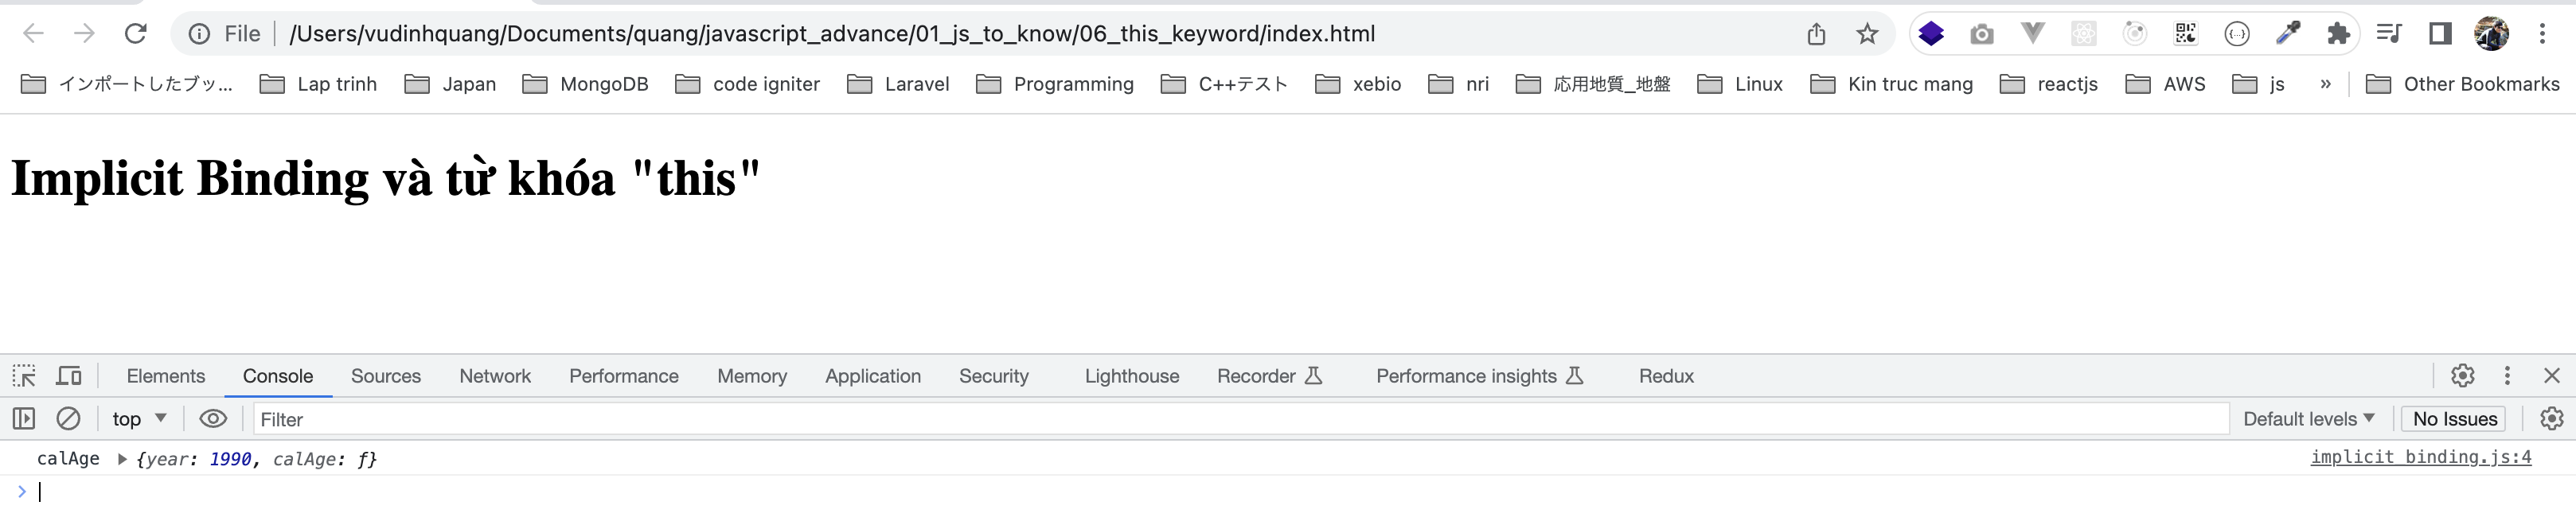 File /Users/vudinhquang/Documents/quang/javascript_advance/01_js_to_know/06_this_keyword/index.html
インポートしたブッ... Lap trinh Japan MongoDB code igniter Laravel Programming C++テスト xebio nri 応用地質_地盤 Linux Kin truc mang reactjs AWS js » Other Bookmarks
Implicit Binding và từ khóa "this"
Elements Console Sources Network Performance Memory Application Security Lighthouse Recorder Performance insights Redux
top Filter Default levels No Issues
calAge {year: 1990, calAge: ƒ} implicit_binding.js:4